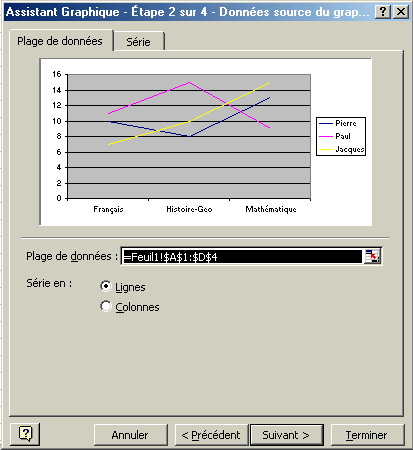 Assistant Graphique - Étape 2 sur 4 - Données source du grap... ? X
Plage de données Série
16
14
12
10
8
6
4
2
0
Français Histoire-Geo Mathématique
Pierre
Paul
Jacques
Plage de données : =Feuil1!$A$1:$D$4
Série en : Lignes
Colonnes
? Annuler < Précédent Suivant > Terminer